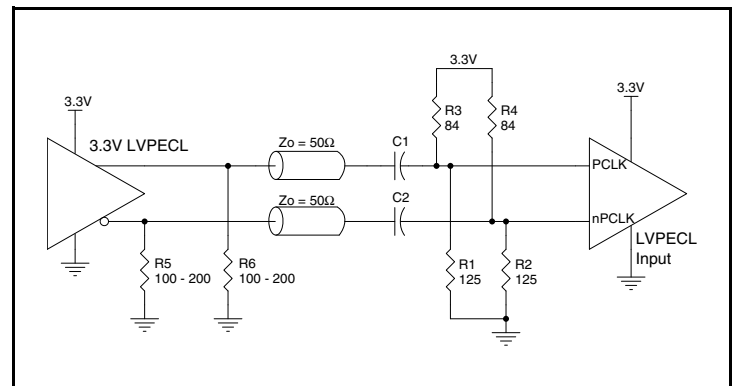 3.3V
3.3V
3.3V
3.3V LVPECL
R3
84
R4
84
Zo = 50Ω
C1
PCLK
Zo = 50Ω
C2
nPCLK
LVPECL
Input
R5
100 - 200
R6
100 - 200
R1
125
R2
125